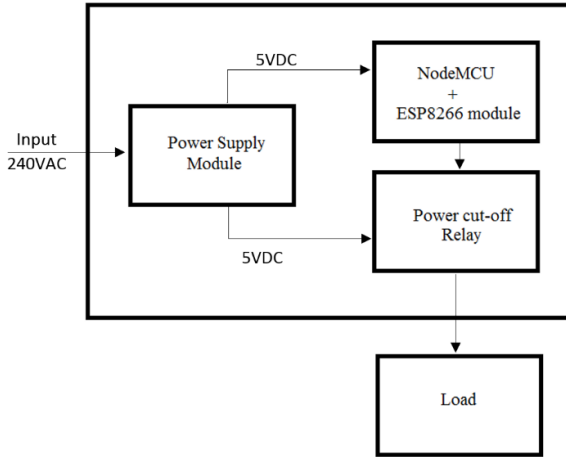 5VDC
NodeMCU
+
ESP8266 module
Input
240VAC
Power Supply
Module
Power cut-off
Relay
5VDC
Load